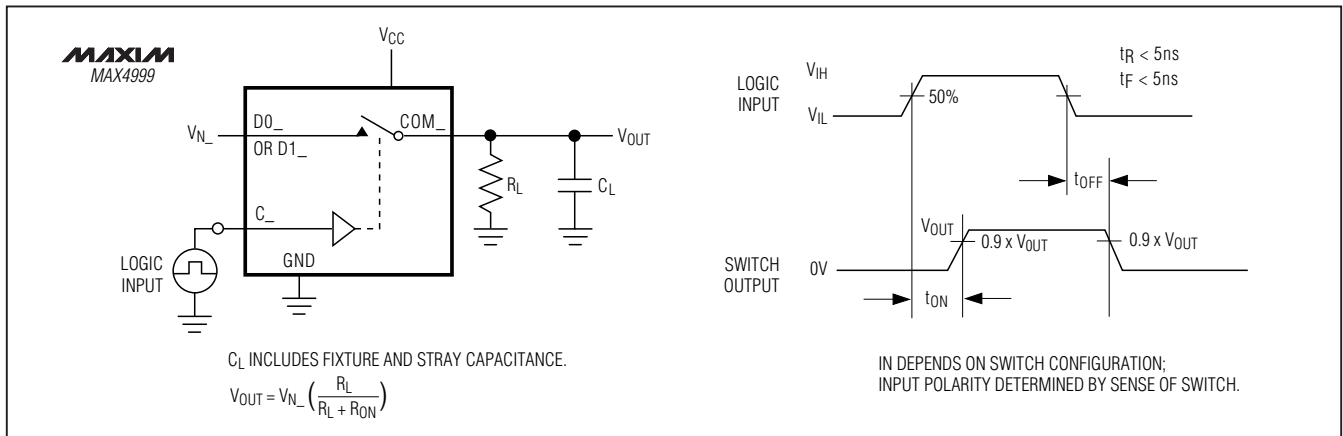 MAXIM
MAX4999
VCC
VN_
D0_
OR D1_
COM_
VOUT
RL
CL
C_
GND
LOGIC
INPUT
CL INCLUDES FIXTURE AND STRAY CAPACITANCE.
VOUT = VN_ ( RL / RL + RON )
LOGIC
INPUT
VIH
VIL
50%
tR < 5ns
tF < 5ns
tOFF
VOUT
0.9 x VOUT
0.9 x VOUT
SWITCH
OUTPUT
0V
tON
IN DEPENDS ON SWITCH CONFIGURATION;
INPUT POLARITY DETERMINED BY SENSE OF SWITCH.